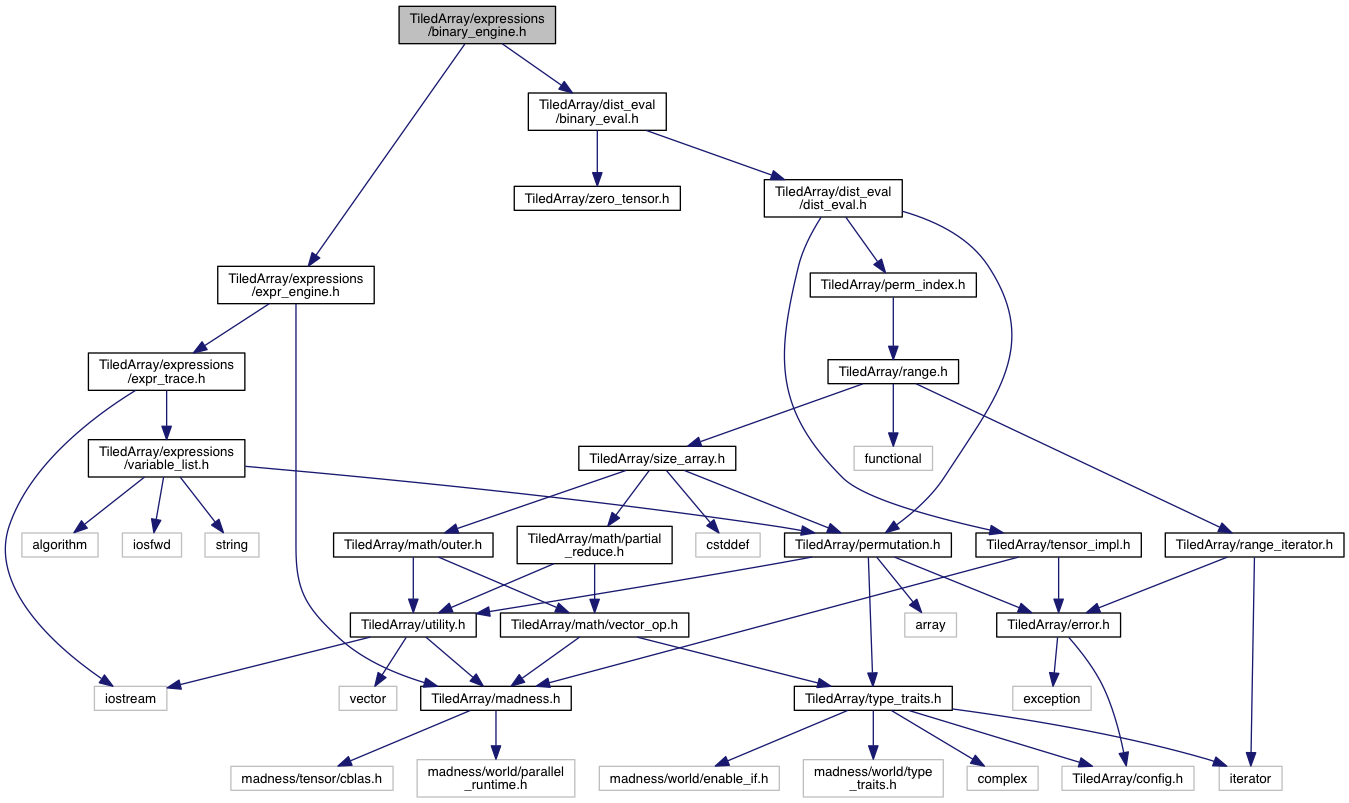 TiledArray/expressions
/binary_engine.h
TiledArray/dist_eval
/binary_eval.h
TiledArray/zero_tensor.h
TiledArray/dist_eval
/dist_eval.h
TiledArray/expressions
/expr_engine.h
TiledArray/perm_index.h
TiledArray/expressions
/expr_trace.h
TiledArray/range.h
TiledArray/expressions
/variable_list.h
TiledArray/size_array.h
functional
algorithm
iosfwd
string
TiledArray/math/outer.h
TiledArray/math/partial
_reduce.h
cstddef
TiledArray/permutation.h
TiledArray/tensor_impl.h
TiledArray/range_iterator.h
TiledArray/utility.h
TiledArray/math/vector_op.h
array
TiledArray/error.h
iostream
vector
TiledArray/madness.h
TiledArray/type_traits.h
exception
madness/tensor/cblas.h
madness/world/parallel
_runtime.h
madness/world/enable_if.h
madness/world/type
_traits.h
complex
TiledArray/config.h
iterator